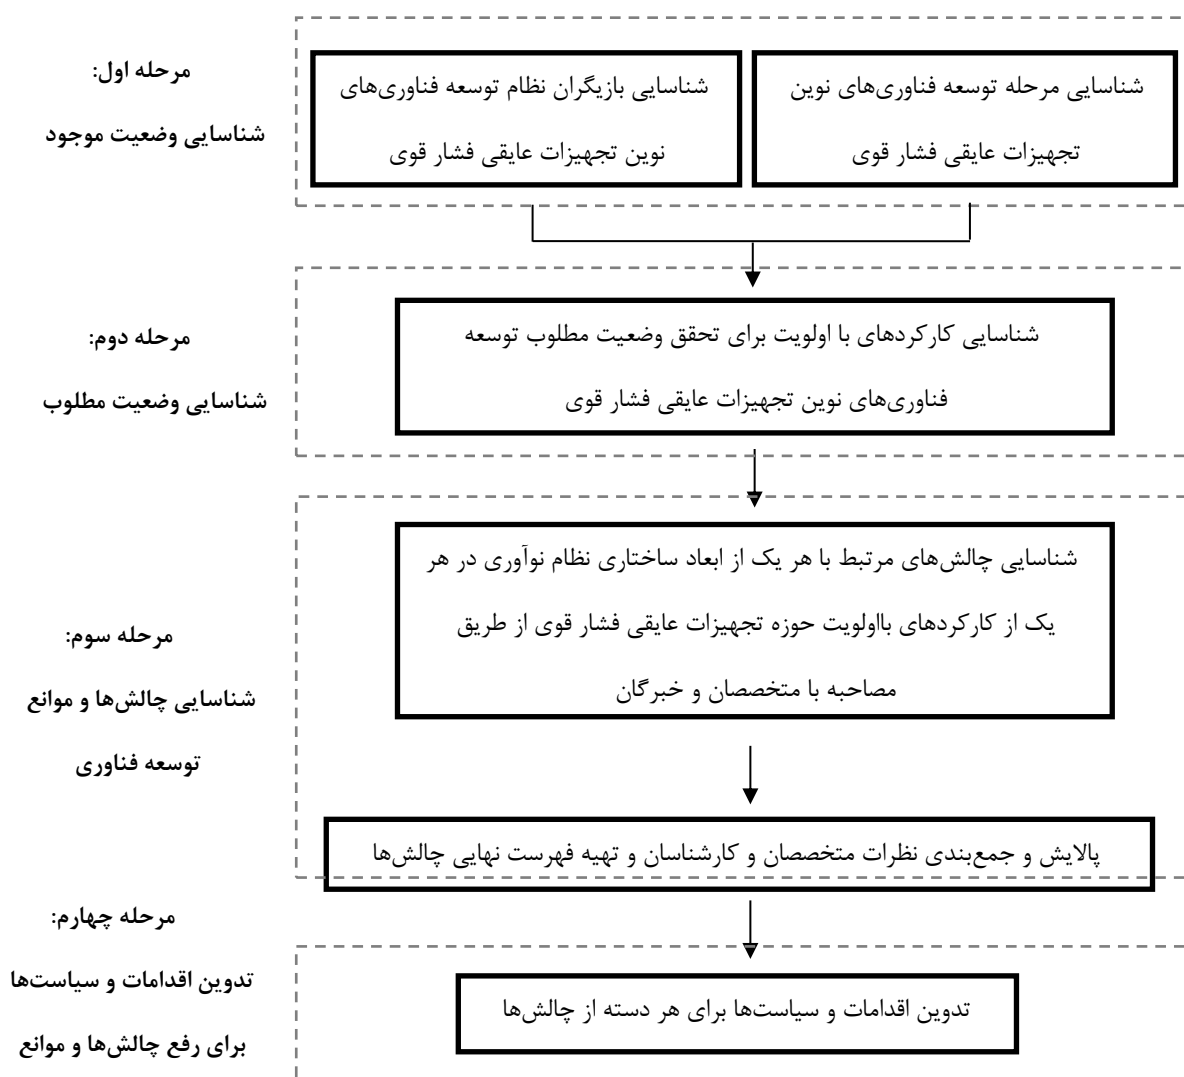 مرحله اول:
شناسایی وضعیت موجود
شناسایی مرحله توسعه فناوری‌های نوین
تجهیزات عایقی فشار قوی
شناسایی بازیگران نظام توسعه فناوری‌های
نوین تجهیزات عایقی فشار قوی
مرحله دوم:
شناسایی وضعیت مطلوب
شناسایی کارکردهای با اولویت برای تحقق وضعیت مطلوب توسعه
فناوری‌های نوین تجهیزات عایقی فشار قوی
مرحله سوم:
شناسایی چالش‌ها و موانع
توسعه فناوری
شناسایی چالش‌های مرتبط با هر یک از ابعاد ساختاری نظام نوآوری در هر
یک از کارکردهای بااولویت حوزه تجهیزات عایقی فشار قوی از طریق
مصاحبه با متخصصان و خبرگان
پالایش و جمع‌بندی نظرات متخصصان و کارشناسان و تهیه فهرست نهایی چالش‌ها
مرحله چهارم:
تدوین اقدامات و سیاست‌ها
برای رفع چالش‌ها و موانع
تدوین اقدامات و سیاست‌ها برای هر دسته از چالش‌ها